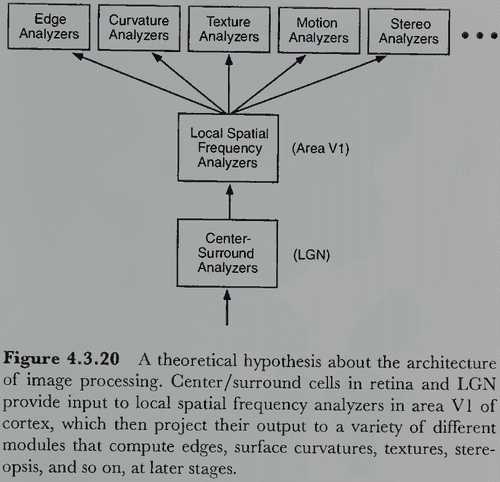 Edge Analyzers
Curvature Analyzers
Texture Analyzers
Motion Analyzers
Stereo Analyzers
Local Spatial
Frequency
Analyzers
(Area V1)
Center-
Surround
Analyzers
(LGN)
Figure 4.3.20 A theoretical hypothesis about the architecture
of image processing. Center/surround cells in retina and LGN
provide input to local spatial frequency analyzers in area V1 of
cortex, which then project their output to a variety of different
modules that compute edges, surface curvatures, textures, stere-
opsis, and so on, at later stages.